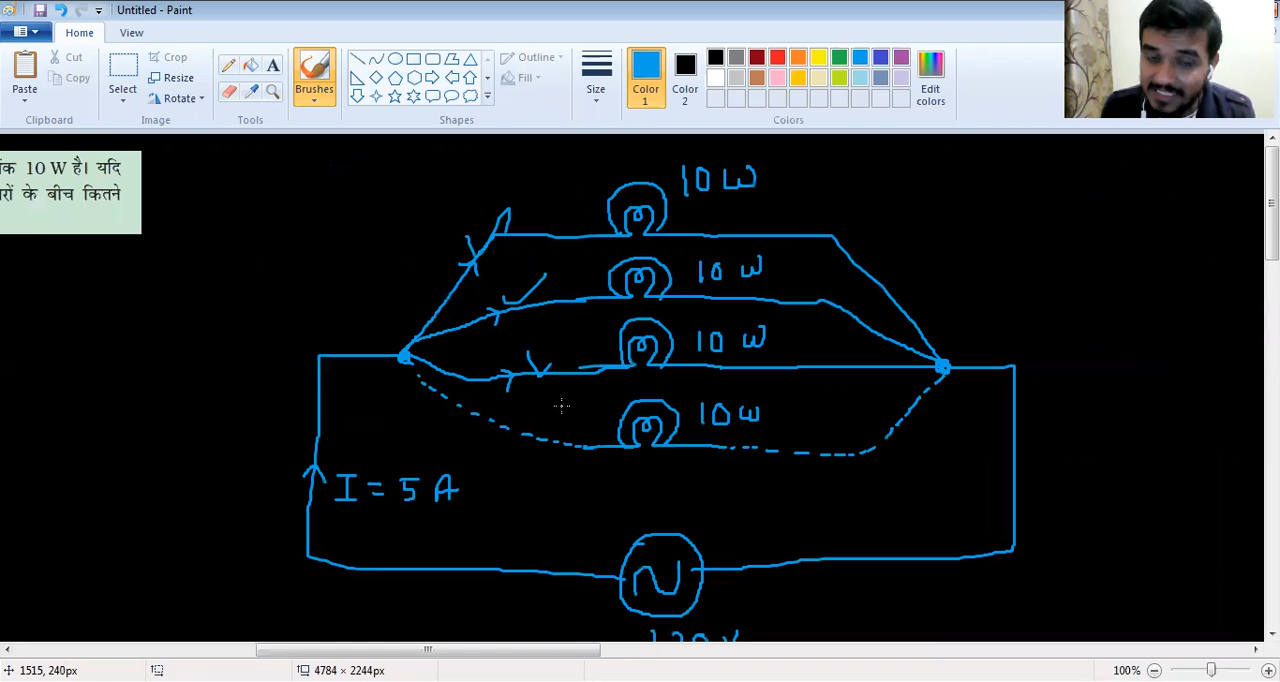 Untitled - Paint
Home
View
Paste
Cut
Copy
Clipboard
Select
Crop
Resize
Rotate
Image
A
Tools
Brushes
Outline
Fill
Shapes
Size
Color 1
Color 2
Edit colors
Colors
10 W है। यदि
के बीच कितने
10 W
10 W
10 W
10 W
I = 5 A
1515, 240px
4784 × 2244px
100%